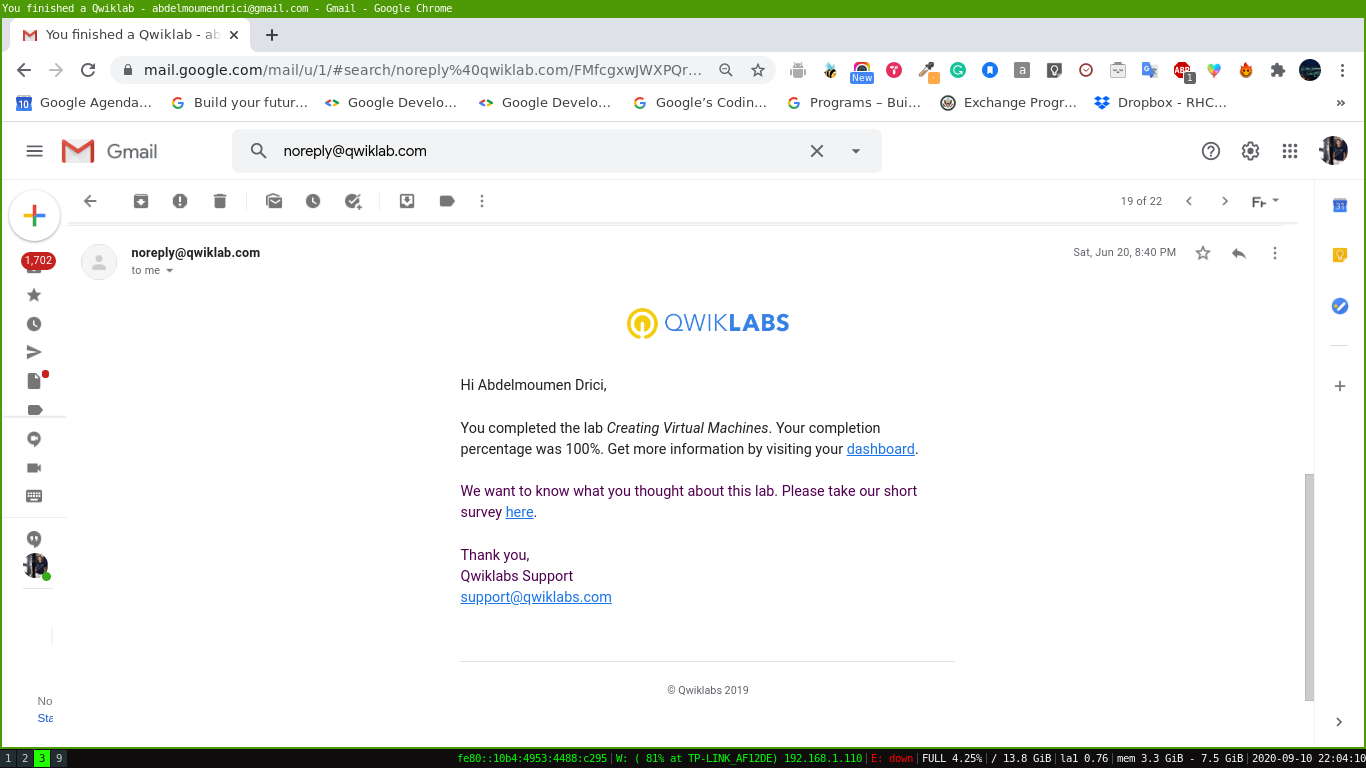 You finished a Qwiklab - abdelmoumendrici@gmail.com - Gmail - Google Chrome
You finished a Qwiklab - ab
mail.google.com/mail/u/1/#search/noreply%40qwiklab.com/FMfcgxwJWXPQr...
New
a
ABP
1
10
Google Agenda...
Build your futur...
Google Develo...
Google Develo...
Google's Codin...
Programs – Bui...
Exchange Progr...
Dropbox - RHC...
»
Gmail
noreply@qwiklab.com
19 of 22
1,702
noreply@qwiklab.com
Sat, Jun 20, 8:40 PM
to me
31
QWIKLABS
Hi Abdelmoumen Drici,
You completed the lab Creating Virtual Machines. Your completion
percentage was 100%. Get more information by visiting your dashboard.
We want to know what you thought about this lab. Please take our short
survey here.
Thank you,
Qwiklabs Support
support@qwiklabs.com
© Qwiklabs 2019
No
Sta
1 2 3 9
fe80::10b4:4953:4488:c295 | W: ( 81% at TP-LINK_AF12DE) 192.168.1.110 | E: down | FULL 4.25% | / 13.8 GiB | la1 0.76 | mem 3.3 GiB - 7.5 GiB | 2020-09-10 22:04:10